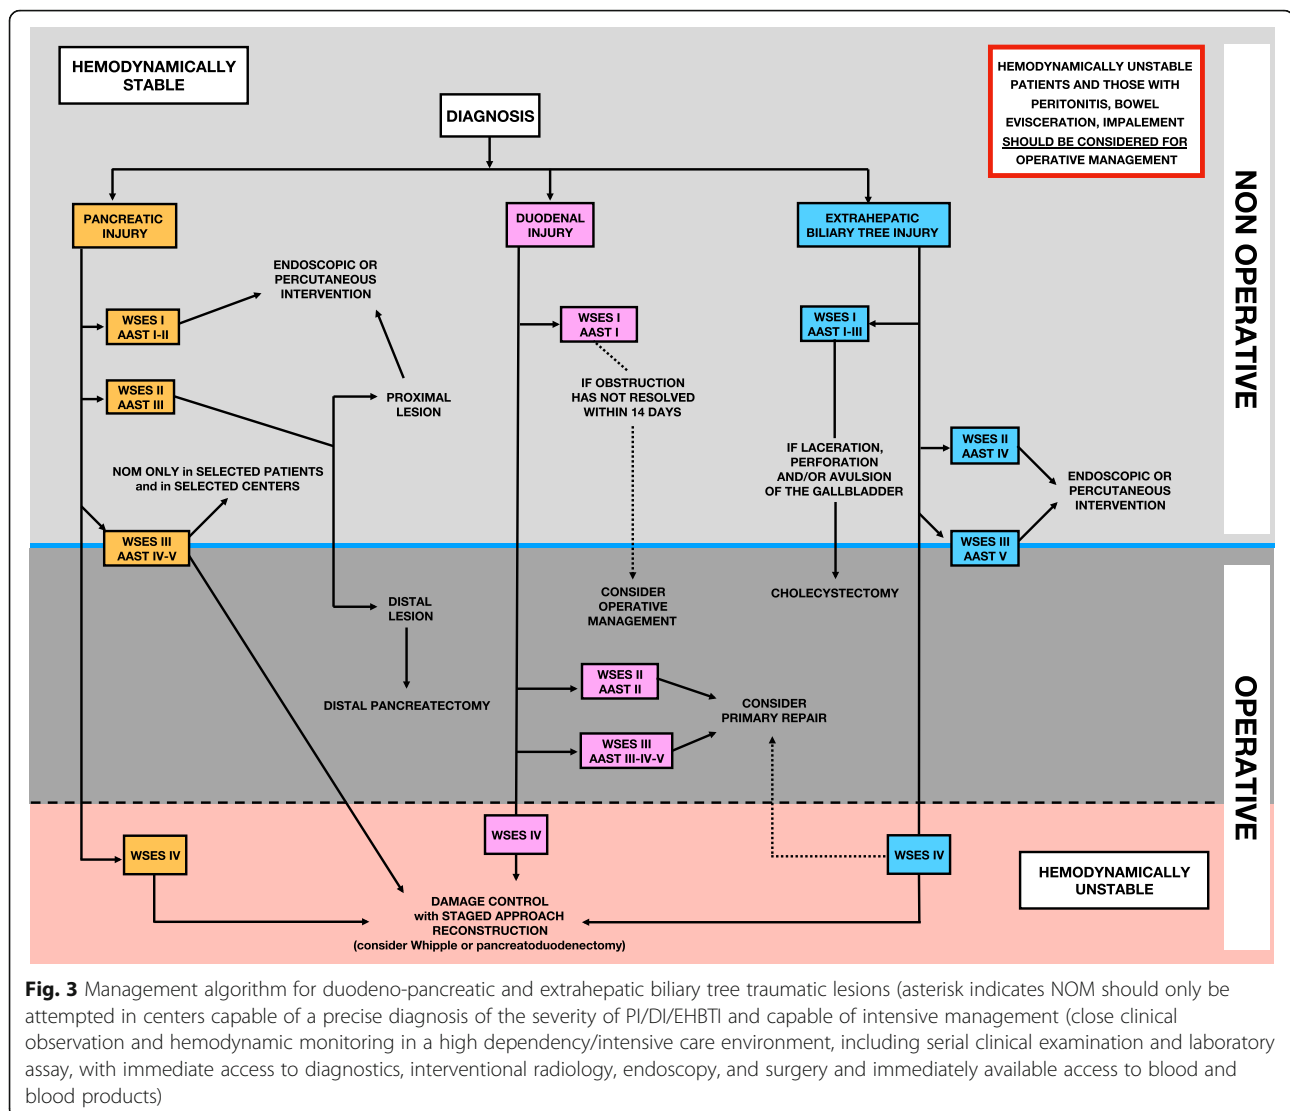 HEMODYNAMICALLY
STABLE
HEMODYNAMICALLY UNSTABLE
PATIENTS AND THOSE WITH
PERITONITIS, BOWEL
EVISCERATION, IMPALEMENT
SHOULD BE CONSIDERED FOR
OPERATIVE MANAGEMENT
DIAGNOSIS
NON OPERATIVE
PANCREATIC
INJURY
DUODENAL
INJURY
EXTRAHEPATIC
BILIARY TREE INJURY
ENDOSCOPIC OR
PERCUTANEOUS
INTERVENTION
WSES I
AAST I-II
WSES I
AAST I
WSES I
AAST I-III
WSES II
AAST III
PROXIMAL
LESION
IF OBSTRUCTION
HAS NOT RESOLVED
WITHIN 14 DAYS
NOM ONLY in SELECTED PATIENTS
and in SELECTED CENTERS
IF LACERATION,
PERFORATION
AND/OR AVULSION
OF THE GALLBLADDER
WSES II
AAST IV
ENDOSCOPIC OR
PERCUTANEOUS
INTERVENTION
WSES III
AAST IV-V
WSES III
AAST V
OPERATIVE
DISTAL
LESION
CONSIDER
OPERATIVE
MANAGEMENT
CHOLECYSTECTOMY
DISTAL PANCREATECTOMY
WSES II
AAST II
CONSIDER
PRIMARY REPAIR
WSES III
AAST III-IV-V
WSES IV
WSES IV
WSES IV
HEMODYNAMICALLY
UNSTABLE
DAMAGE CONTROL
with STAGED APPROACH
RECONSTRUCTION
(consider Whipple or pancreatoduodenectomy)
Fig. 3 Management algorithm for duodeno-pancreatic and extrahepatic biliary tree traumatic lesions (asterisk indicates NOM should only be
attempted in centers capable of a precise diagnosis of the severity of PI/DI/EHBTI and capable of intensive management (close clinical
observation and hemodynamic monitoring in a high dependency/intensive care environment, including serial clinical examination and laboratory
assay, with immediate access to diagnostics, interventional radiology, endoscopy, and surgery and immediately available access to blood and
blood products)